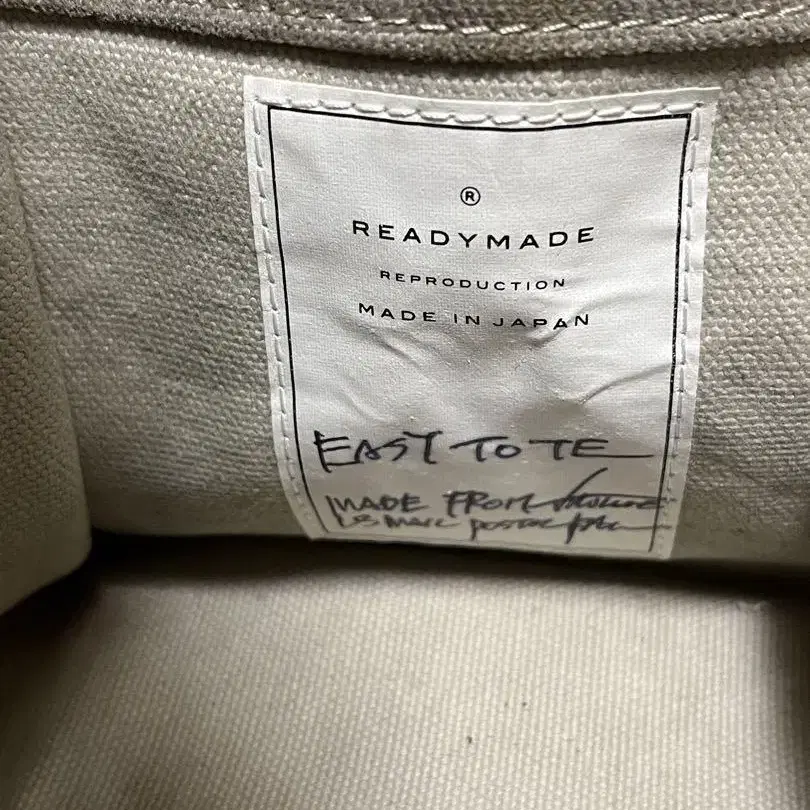 ®
READYMADE
REPRODUCTION
MADE IN JAPAN
EASY TOTE
MADE FROM
US MAIL POSTAL